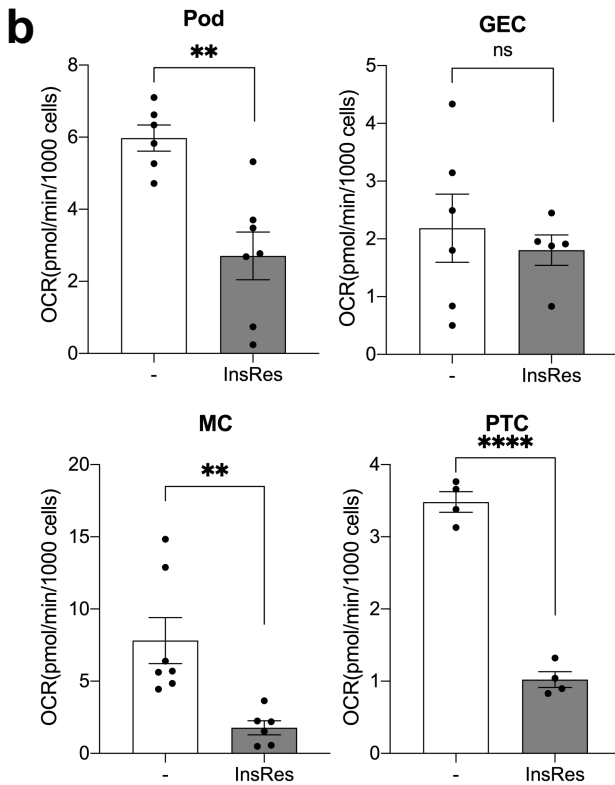 b
Pod
**
OCR(pmol/min/1000 cells)
8
6
4
2
0
-
InsRes
GEC
ns
OCR(pmol/min/1000 cells)
5
4
3
2
1
0
-
InsRes
MC
**
OCR(pmol/min/1000 cells)
20
15
10
5
0
-
InsRes
PTC
****
OCR(pmol/min/1000 cells)
4
3
2
1
0
-
InsRes